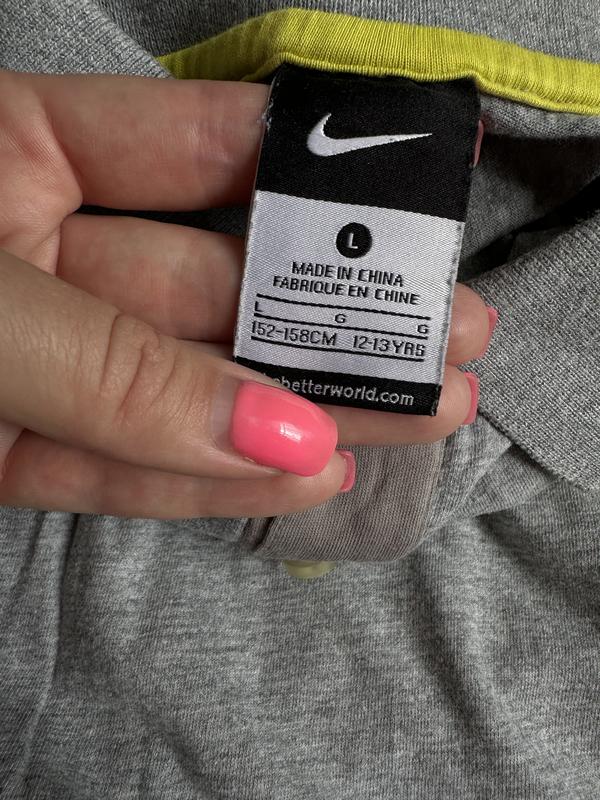 L
MADE IN CHINA
FABRIQUE EN CHINE
L G G
152-158CM 12-13YRS
betterworld.com